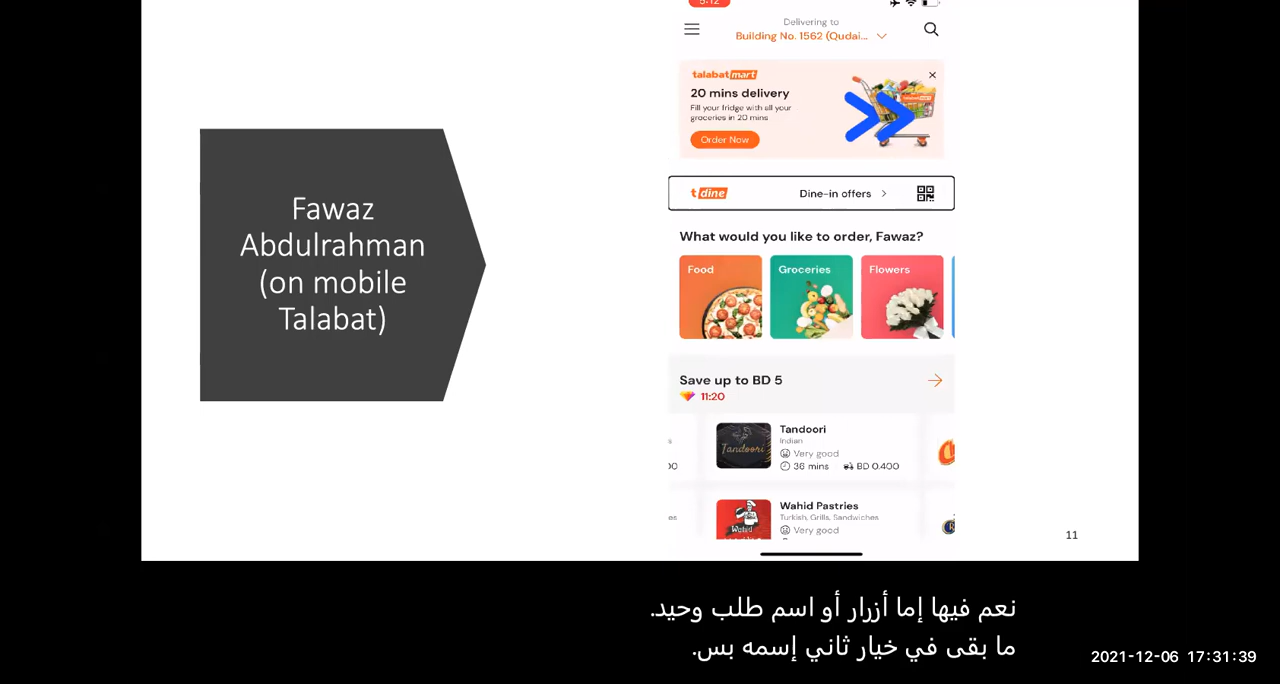 Fawaz
Abdulrahman
(on mobile
Talabat)
5:12
Delivering to
Building No. 1562 (Qudai...
talabat mart
20 mins delivery
Fill your fridge with all your
groceries in 20 mins
Order Now
t dine
Dine-in offers
What would you like to order, Fawaz?
Food
Groceries
Flowers
Save up to BD 5
11:20
Tandoori
Tandoori
Indian
Very good
36 mins
BD 0.400
Wahid Pastries
Turkish, Grills, Sandwiches
Wahid
Very good
11
نعم فيها إما أزرار أو اسم طلب وحيد.
ما بقى في خيار ثاني إسمه بس.
2021-12-06 17:31:39